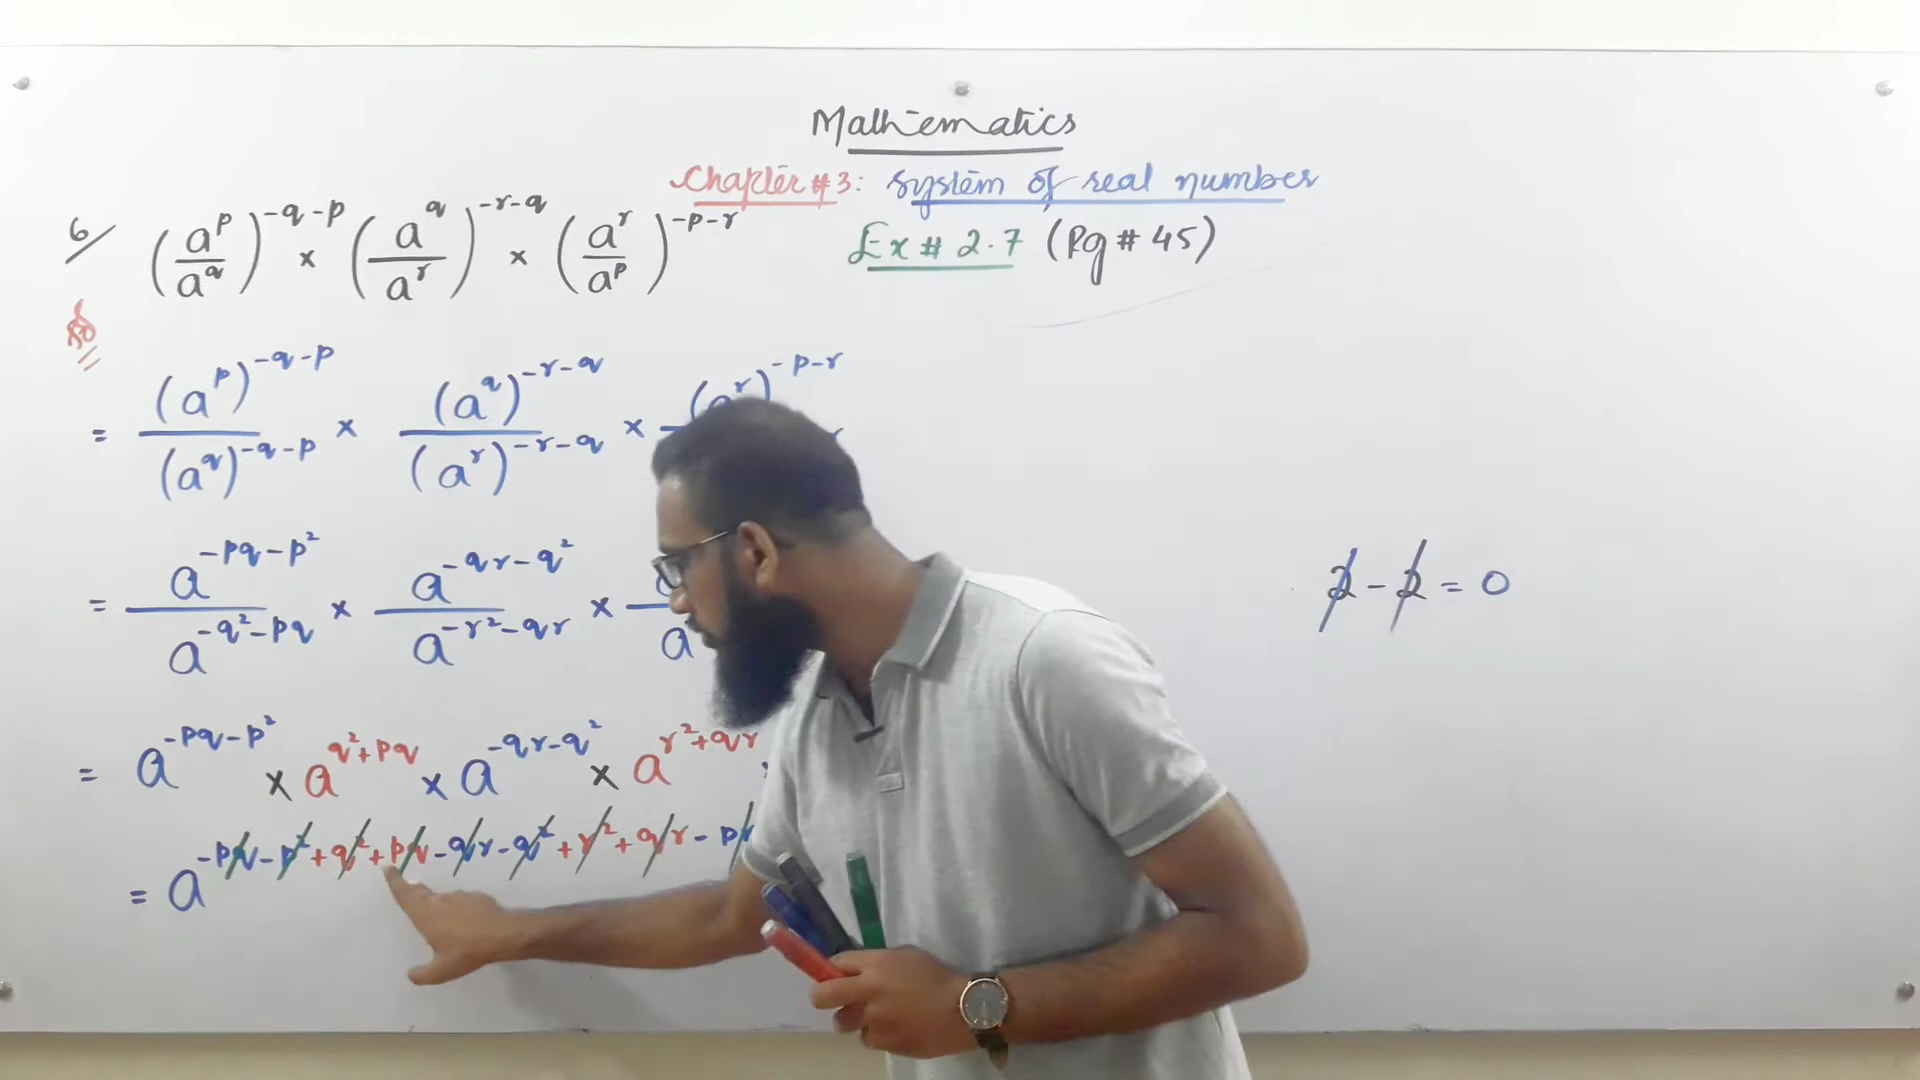 Mathematics
Chapter # 3: System of real number
Ex # 2.7 (Pg # 45)
6/ (a^p/a^q)^(-q-p) × (a^q/a^r)^(-r-q) × (a^r/a^p)^(-p-r)
= (a^p)^(-q-p)/(a^q)^(-q-p) × (a^q)^(-r-q)/(a^r)^(-r-q) × (a^r)^(-p-r)
= a^(-pq-p²)/a^(-q²-pq) × a^(-qr-q²)/a^(-r²-qr) × a
= a^(-pq-p²) × a^(q²+pq) × a^(-qr-q²) × a^(r²+qr)
= a^(-pq-p²+q²+pq-qr-q²+r²+qr-pr
2-2=0